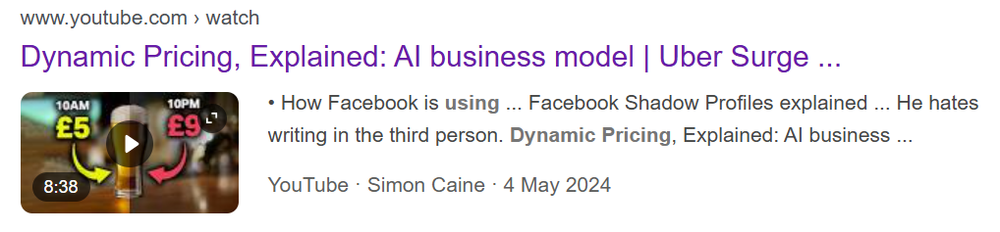 www.youtube.com › watch
Dynamic Pricing, Explained: AI business model | Uber Surge ...
10AM
£5
10PM
£9
8:38
• How Facebook is using ... Facebook Shadow Profiles explained ... He hates
writing in the third person. Dynamic Pricing, Explained: AI business ...
YouTube · Simon Caine · 4 May 2024